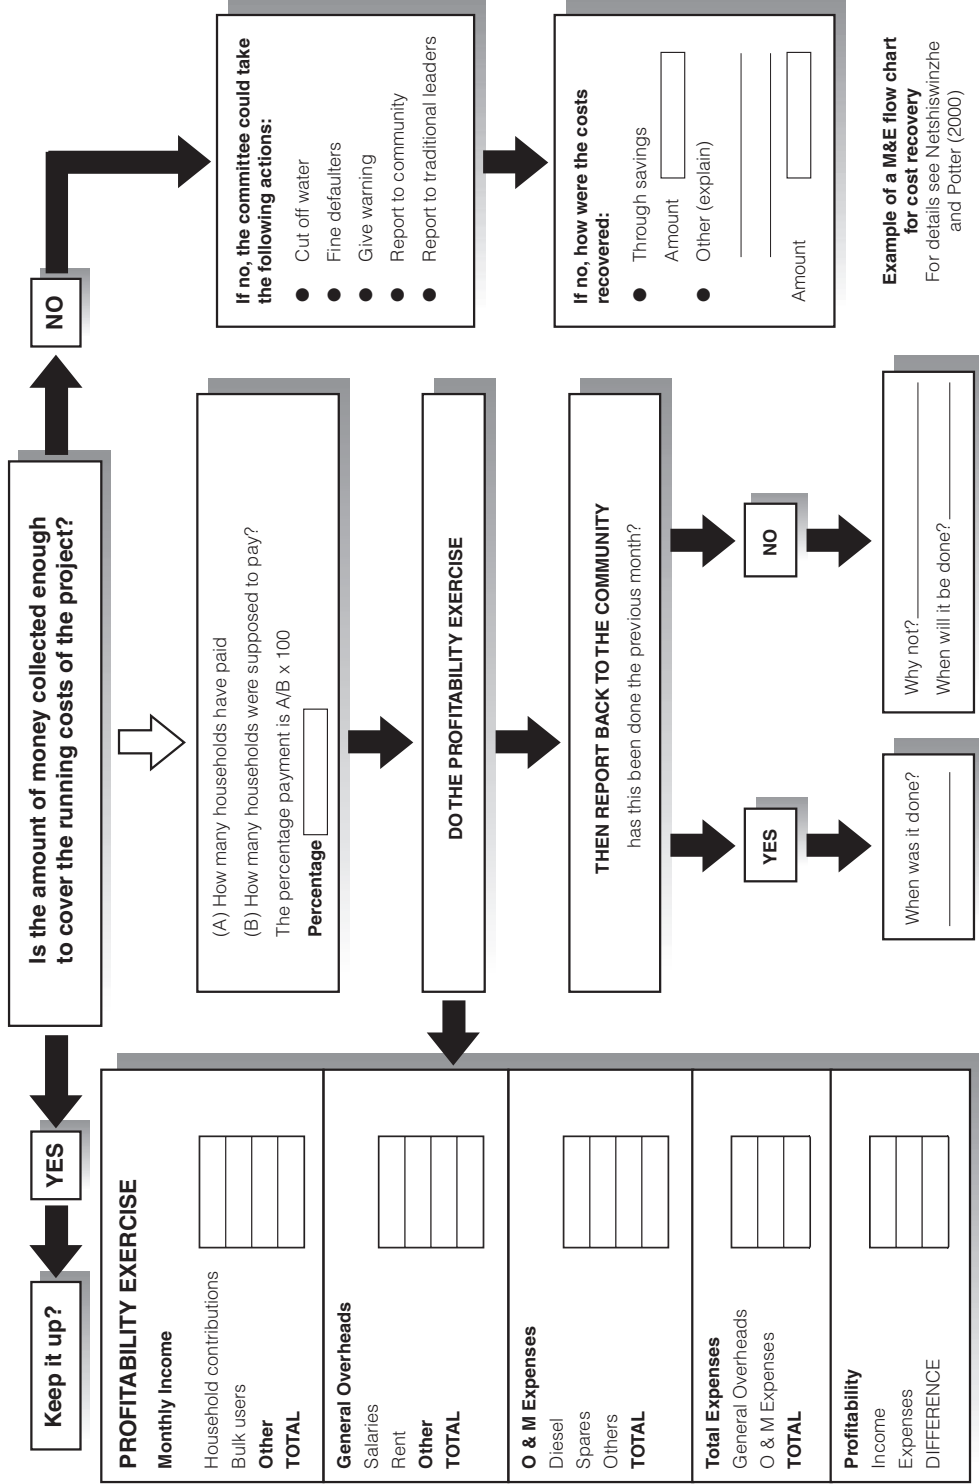 Is the amount of money collected enough
to cover the running costs of the project?
YES
Keep it up?
NO
If no, the committee could take
the following actions:
● Cut off water
● Fine defaulters
● Give warning
● Report to community
● Report to traditional leaders
If no, how were the costs
recovered:
● Through savings
Amount
● Other (explain)
Amount
(A) How many households have paid
(B) How many households were supposed to pay?
The percentage payment is A/B x 100
Percentage
DO THE PROFITABILITY EXERCISE
THEN REPORT BACK TO THE COMMUNITY
has this been done the previous month?
YES
When was it done?
NO
Why not?
When will it be done?
PROFITABILITY EXERCISE
Monthly Income
Household contributions
Bulk users
Other
TOTAL
General Overheads
Salaries
Rent
Other
TOTAL
O & M Expenses
Diesel
Spares
Others
TOTAL
Total Expenses
General Overheads
O & M Expenses
TOTAL
Profitability
Income
Expenses
DIFFERENCE
Example of a M&E flow chart
for cost recovery
For details see Netshiswinzhe
and Potter (2000)